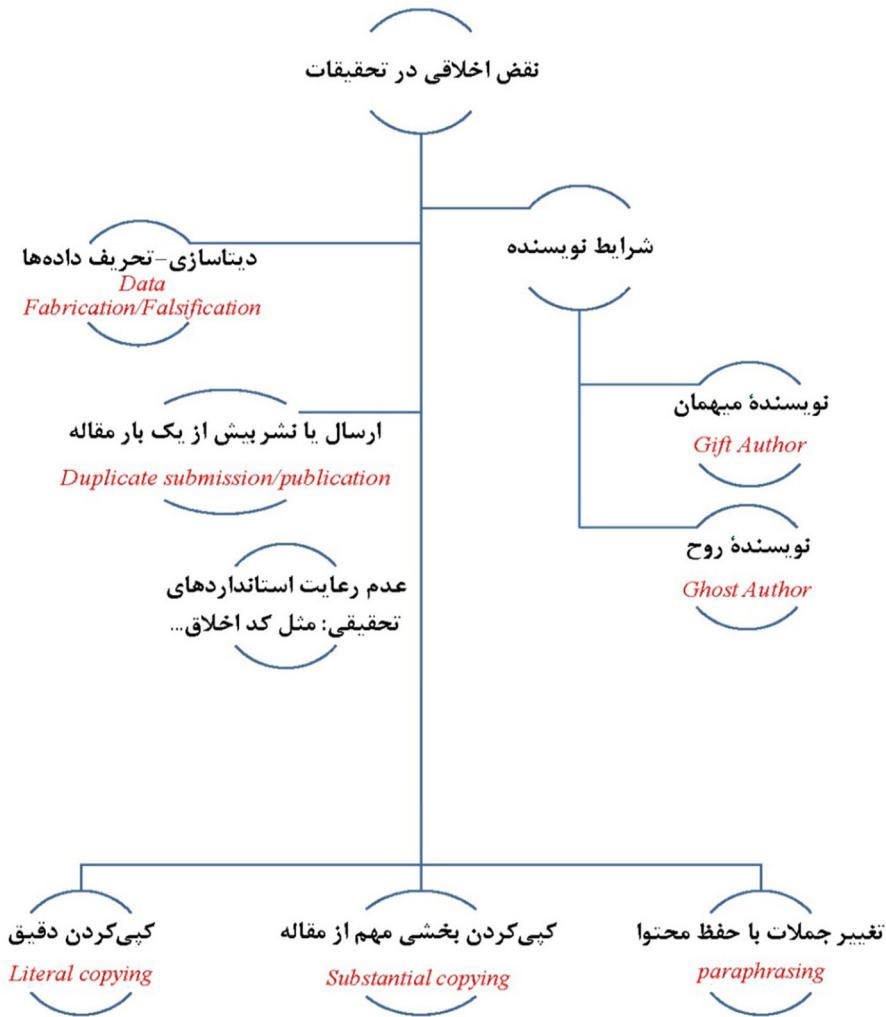 نقض اخلاقی در تحقیقات
شرایط نویسنده
دیتاسازی-تحریف داده‌ها
Data
Fabrication/Falsification
نویسندهٔ میهمان
Gift Author
ارسال یا نشر بیش از یک بار مقاله
Duplicate submission/publication
نویسندهٔ روح
Ghost Author
عدم رعایت استانداردهای
تحقیقی: مثل کد اخلاق...
تغییر جملات با حفظ محتوا
paraphrasing
کپی‌کردن بخشی مهم از مقاله
Substantial copying
کپی‌کردن دقیق
Literal copying